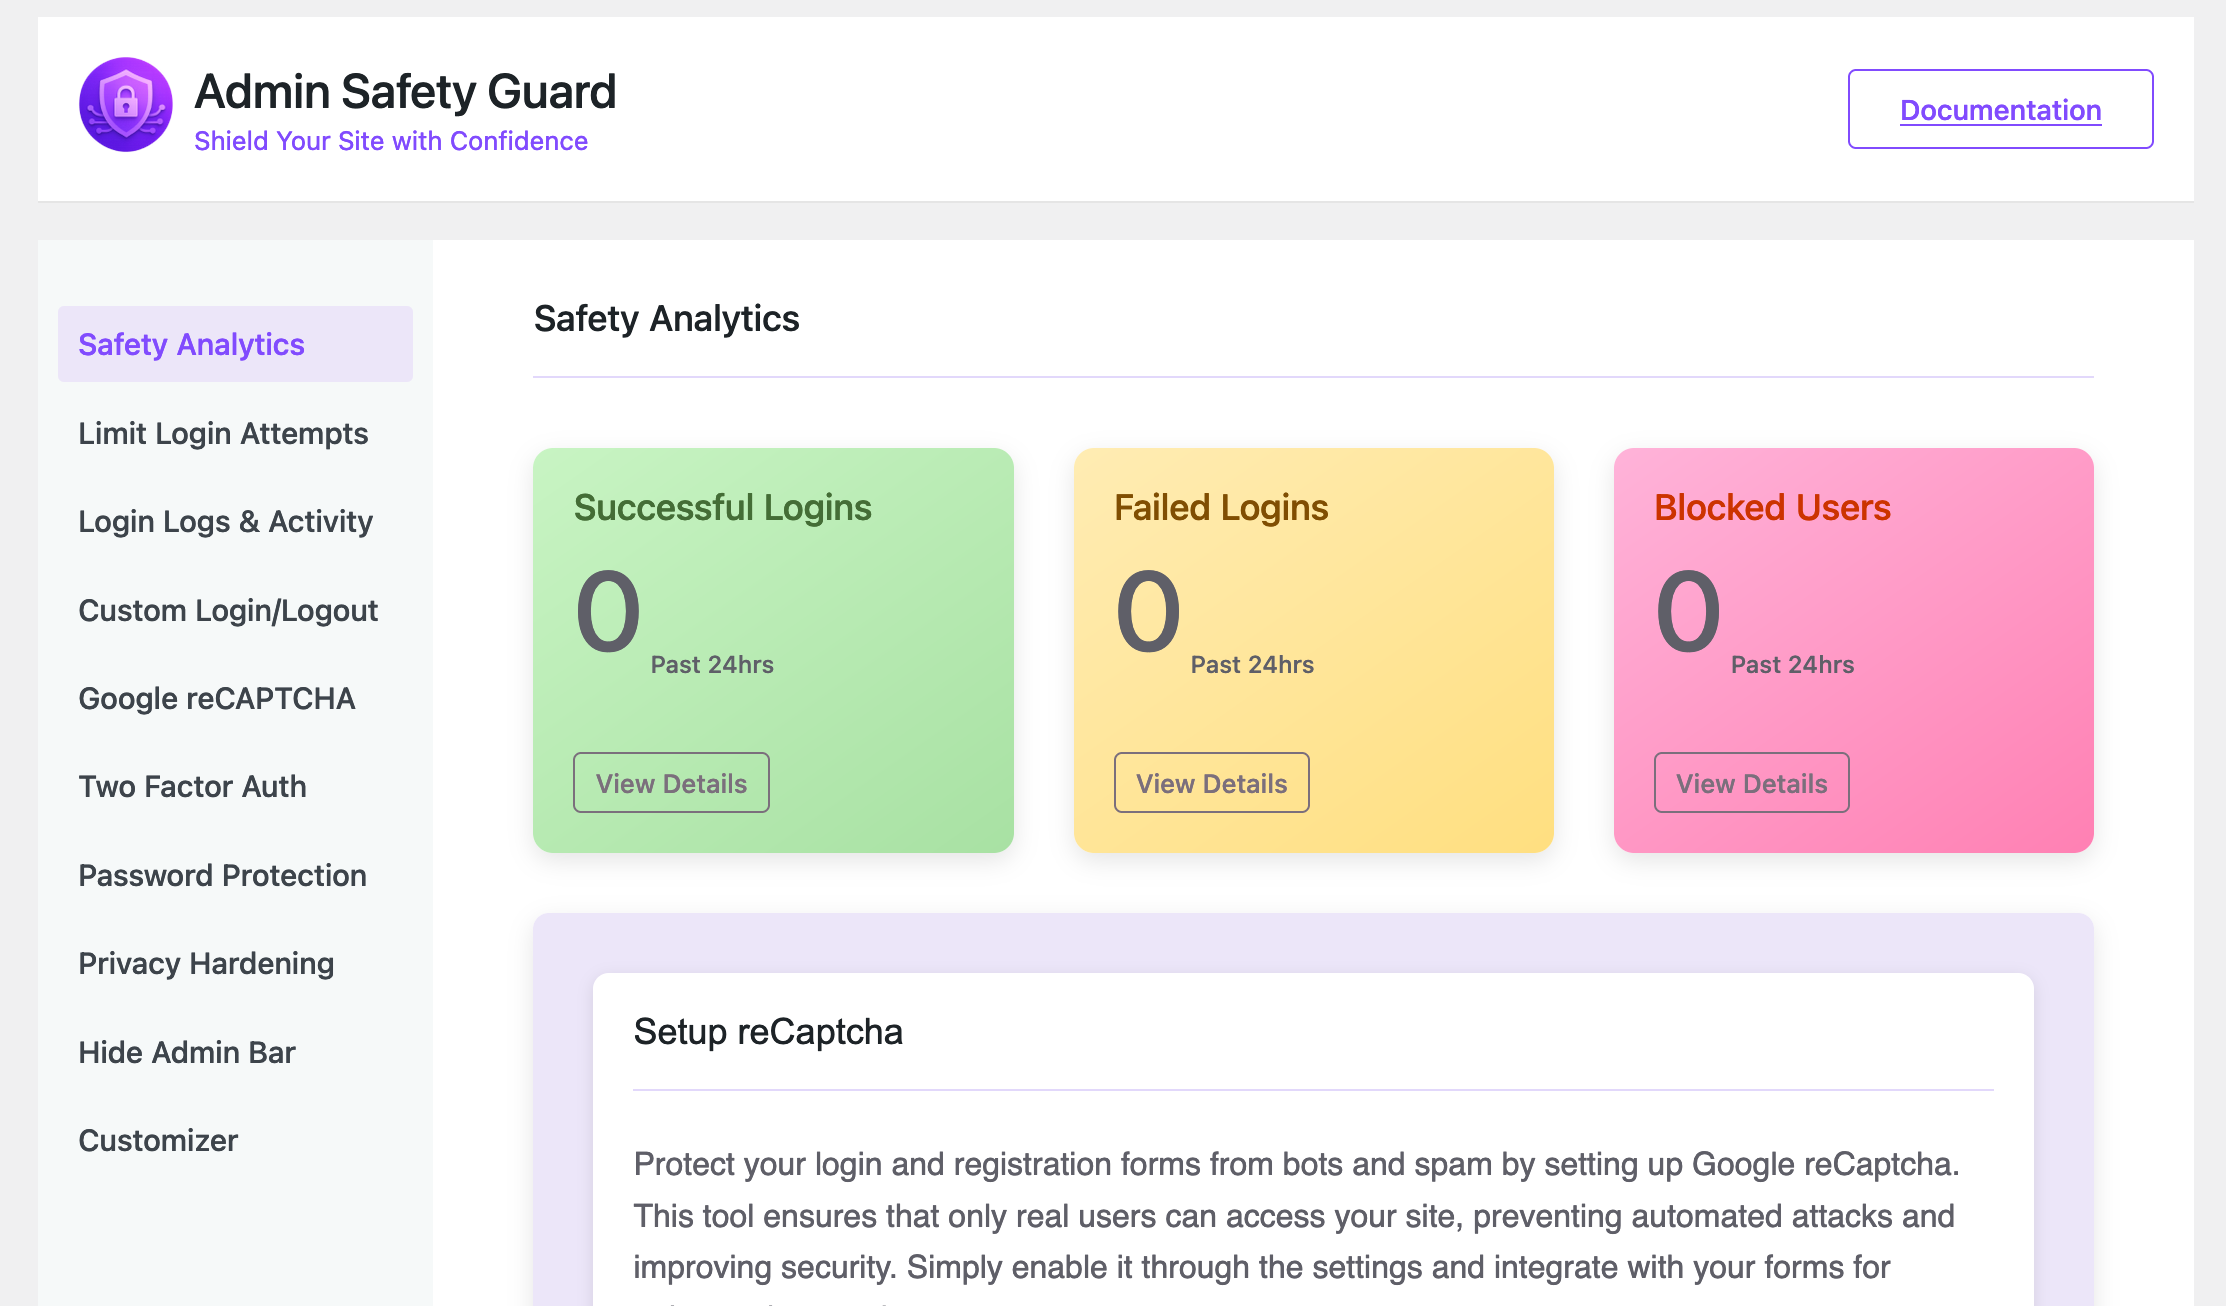 Admin Safety Guard
Shield Your Site with Confidence
Documentation
Safety Analytics
Limit Login Attempts
Login Logs & Activity
Custom Login/Logout
Google reCAPTCHA
Two Factor Auth
Password Protection
Privacy Hardening
Hide Admin Bar
Customizer
Safety Analytics
Successful Logins
0 Past 24hrs
View Details
Failed Logins
0 Past 24hrs
View Details
Blocked Users
0 Past 24hrs
View Details
Setup reCaptcha
Protect your login and registration forms from bots and spam by setting up Google reCaptcha.
This tool ensures that only real users can access your site, preventing automated attacks and
improving security. Simply enable it through the settings and integrate with your forms for